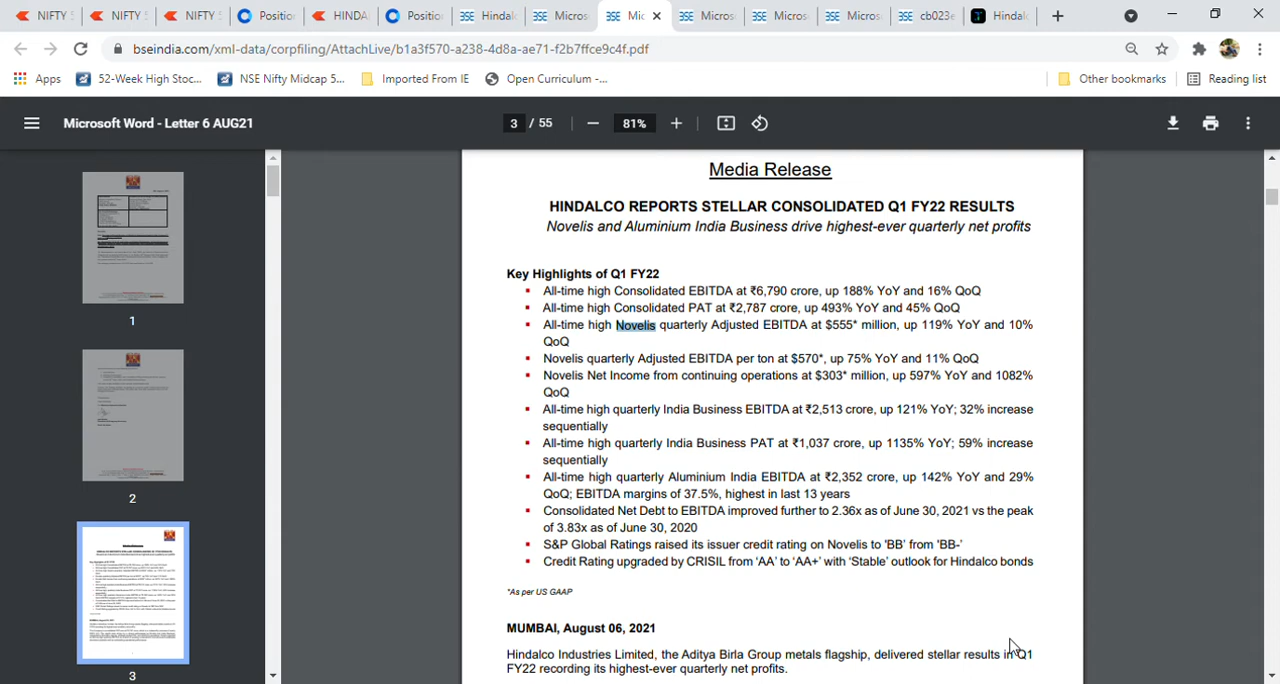 NIFTY
NIFTY
NIFTY
Position
HINDA
Position
Hindal
Micros
Mic
Micros
Micros
Micros
cb023e
Hindal
bseindia.com/xml-data/corpfiling/AttachLive/b1a3f570-a238-4d8a-ae71-f2b7ffce9c4f.pdf
Apps
52-Week High Stoc...
NSE Nifty Midcap 5...
Imported From IE
Open Curriculum -...
Other bookmarks
Reading list
Microsoft Word - Letter 6 AUG21
3 / 55
81%
1
2
3
Media Release
HINDALCO REPORTS STELLAR CONSOLIDATED Q1 FY22 RESULTS
Novelis and Aluminium India Business drive highest-ever quarterly net profits
Key Highlights of Q1 FY22
▪ All-time high Consolidated EBITDA at ₹6,790 crore, up 188% YoY and 16% QoQ
▪ All-time high Consolidated PAT at ₹2,787 crore, up 493% YoY and 45% QoQ
▪ All-time high Novelis quarterly Adjusted EBITDA at $555* million, up 119% YoY and 10%
QoQ
▪ Novelis quarterly Adjusted EBITDA per ton at $570*, up 75% YoY and 11% QoQ
▪ Novelis Net Income from continuing operations at $303* million, up 597% YoY and 1082%
QoQ
▪ All-time high quarterly India Business EBITDA at ₹2,513 crore, up 121% YoY; 32% increase
sequentially
▪ All-time high quarterly India Business PAT at ₹1,037 crore, up 1135% YoY; 59% increase
sequentially
▪ All-time high quarterly Aluminium India EBITDA at ₹2,352 crore, up 142% YoY and 29%
QoQ; EBITDA margins of 37.5%, highest in last 13 years
▪ Consolidated Net Debt to EBITDA improved further to 2.36x as of June 30, 2021 vs the peak
of 3.83x as of June 30, 2020
▪ S&P Global Ratings raised its issuer credit rating on Novelis to 'BB' from 'BB-'
▪ Credit Rating upgraded by CRISIL from 'AA' to 'AA+' with 'Stable' outlook for Hindalco bonds
*As per US GAAP
MUMBAI, August 06, 2021
Hindalco Industries Limited, the Aditya Birla Group metals flagship, delivered stellar results in Q1
FY22 recording its highest-ever quarterly net profits.